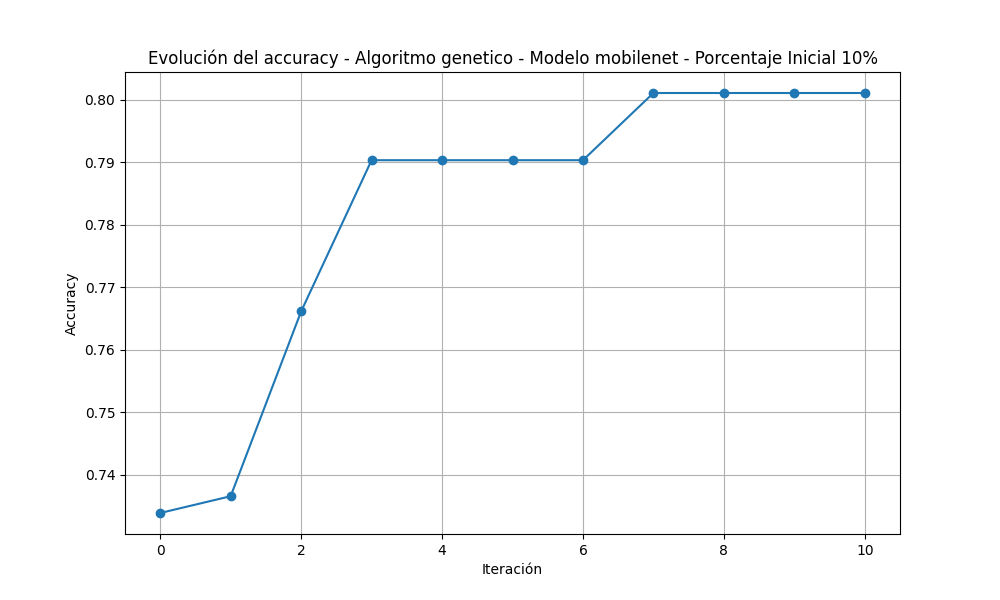 Evolución del accuracy - Algoritmo genetico - Modelo mobilenet - Porcentaje Inicial 10%
0.80
0.79
0.78
0.77
0.76
0.75
0.74
Accuracy
0 2 4 6 8 10
Iteración